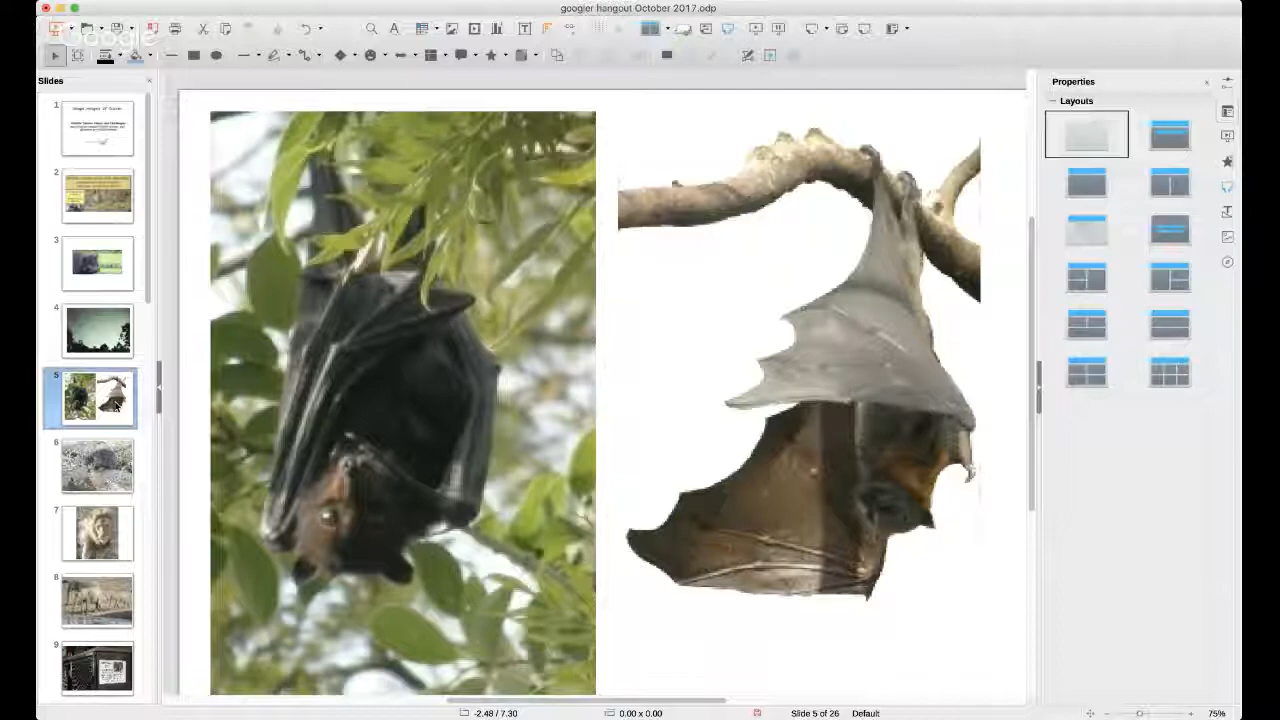 googier hangout October 2017.odp
Google
Slides
1
2
3
4
5
6
7
8
9
Properties
Layouts
-2.48 / 7.30
0.00 x 0.00
Slide 5 of 26
Default
75%